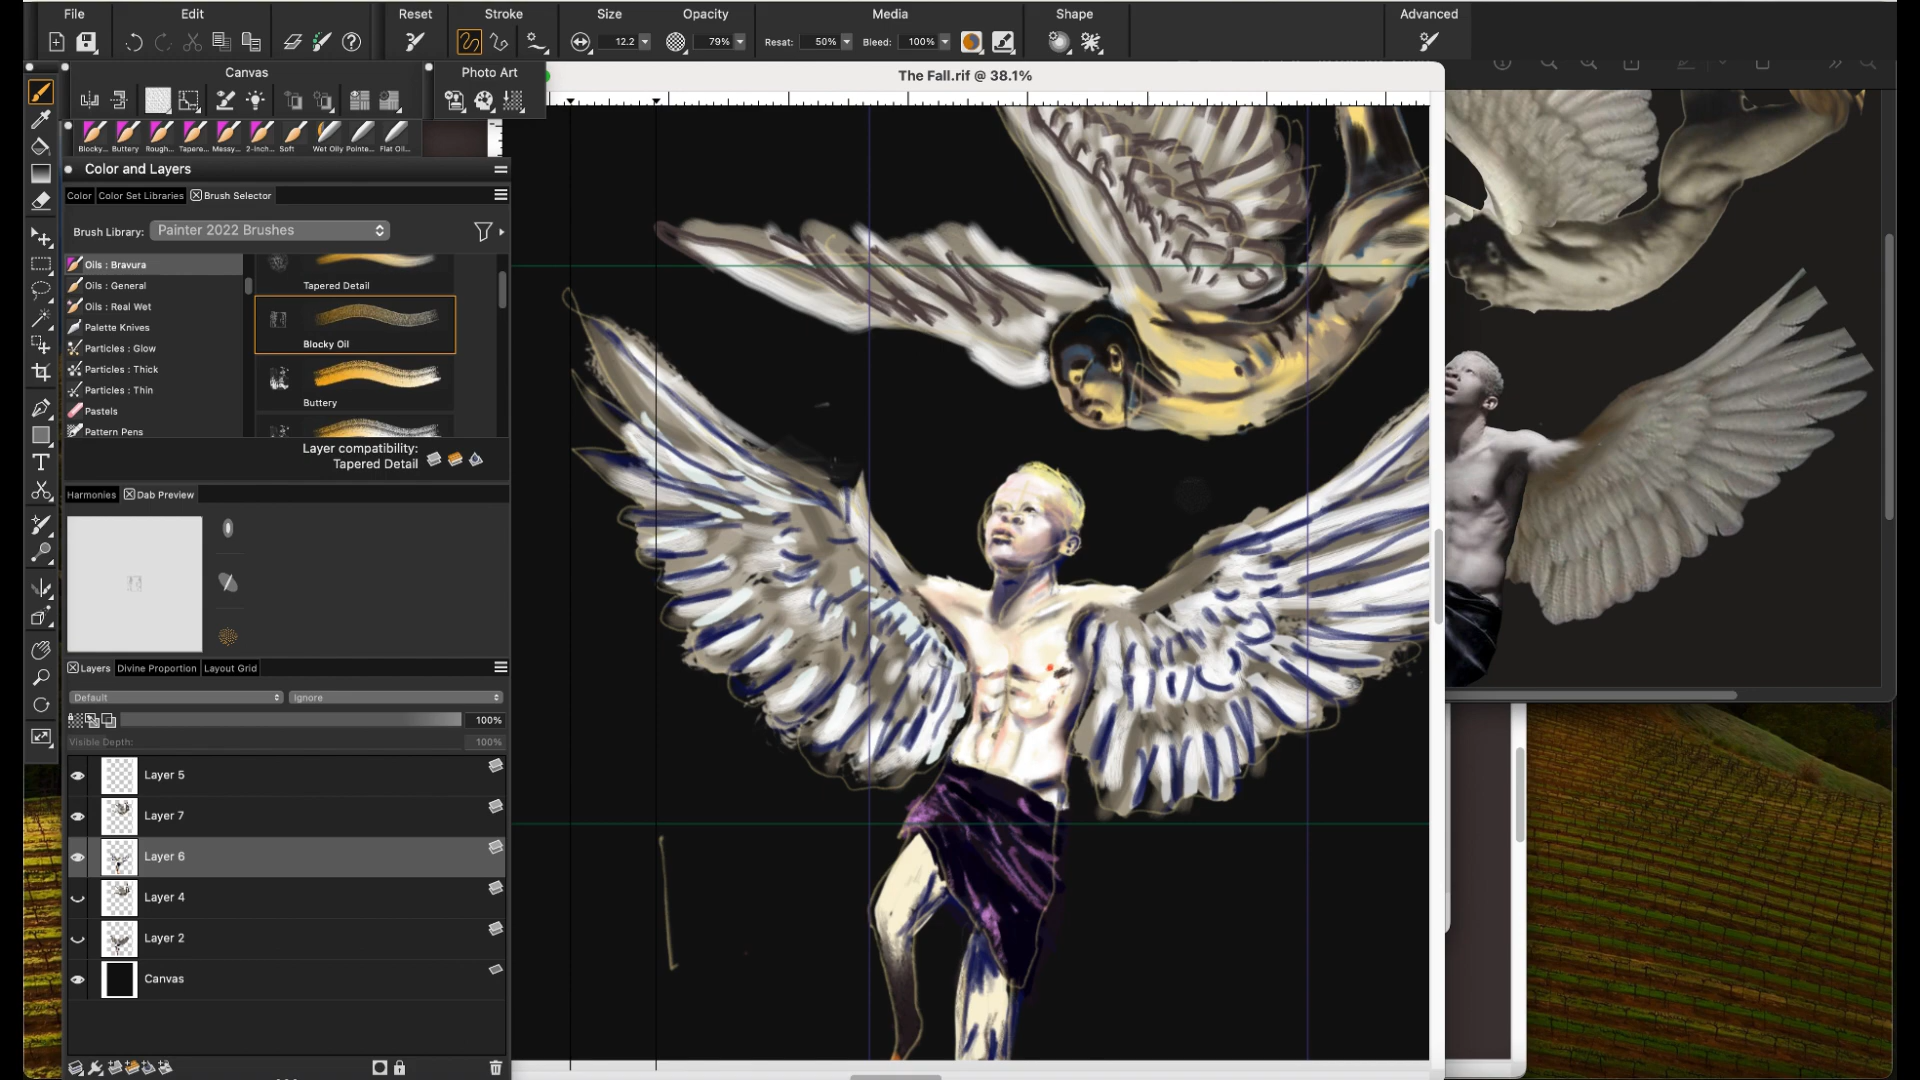 File
Edit
Reset
Stroke
Size
Opacity
Media
Shape
Advanced
12.2
79%
Resat: 50%
Bleed: 100%
Canvas
Photo Art
The Fall.rif @ 38.1%
Blocky... Buttery Rough... Tapere... Messy... 2-Inch... Soft Wet Oily Pointe... Flat Oil...
Color and Layers
Color
Color Set Libraries
Brush Selector
Brush Library: Painter 2022 Brushes
Oils : Bravura
Oils : General
Oils : Real Wet
Palette Knives
Particles : Glow
Particles : Thick
Particles : Thin
Pastels
Pattern Pens
Tapered Detail
Blocky Oil
Buttery
Layer compatibility:
Tapered Detail
Harmonies
Dab Preview
Layers
Divine Proportion
Layout Grid
Default
Ignore
100%
Visible Depth:
100%
Layer 5
Layer 7
Layer 6
Layer 4
Layer 2
Canvas